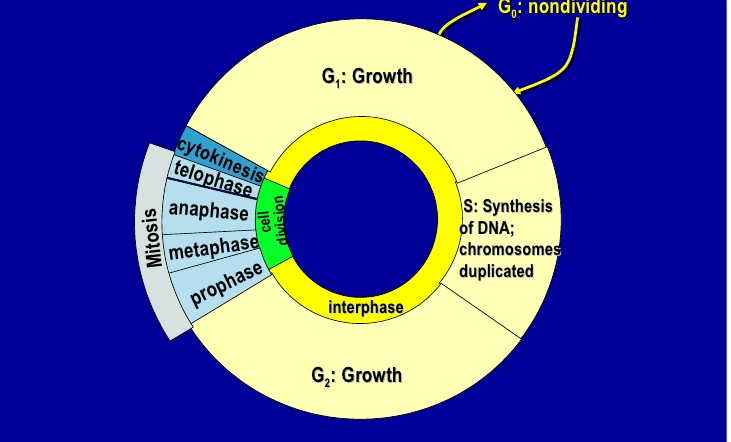 G₀: nondividing
G₁: Growth
cytokinesis
telophase
anaphase
metaphase
prophase
Mitosis
cell
division
S: Synthesis
of DNA;
chromosomes
duplicated
interphase
G₂: Growth